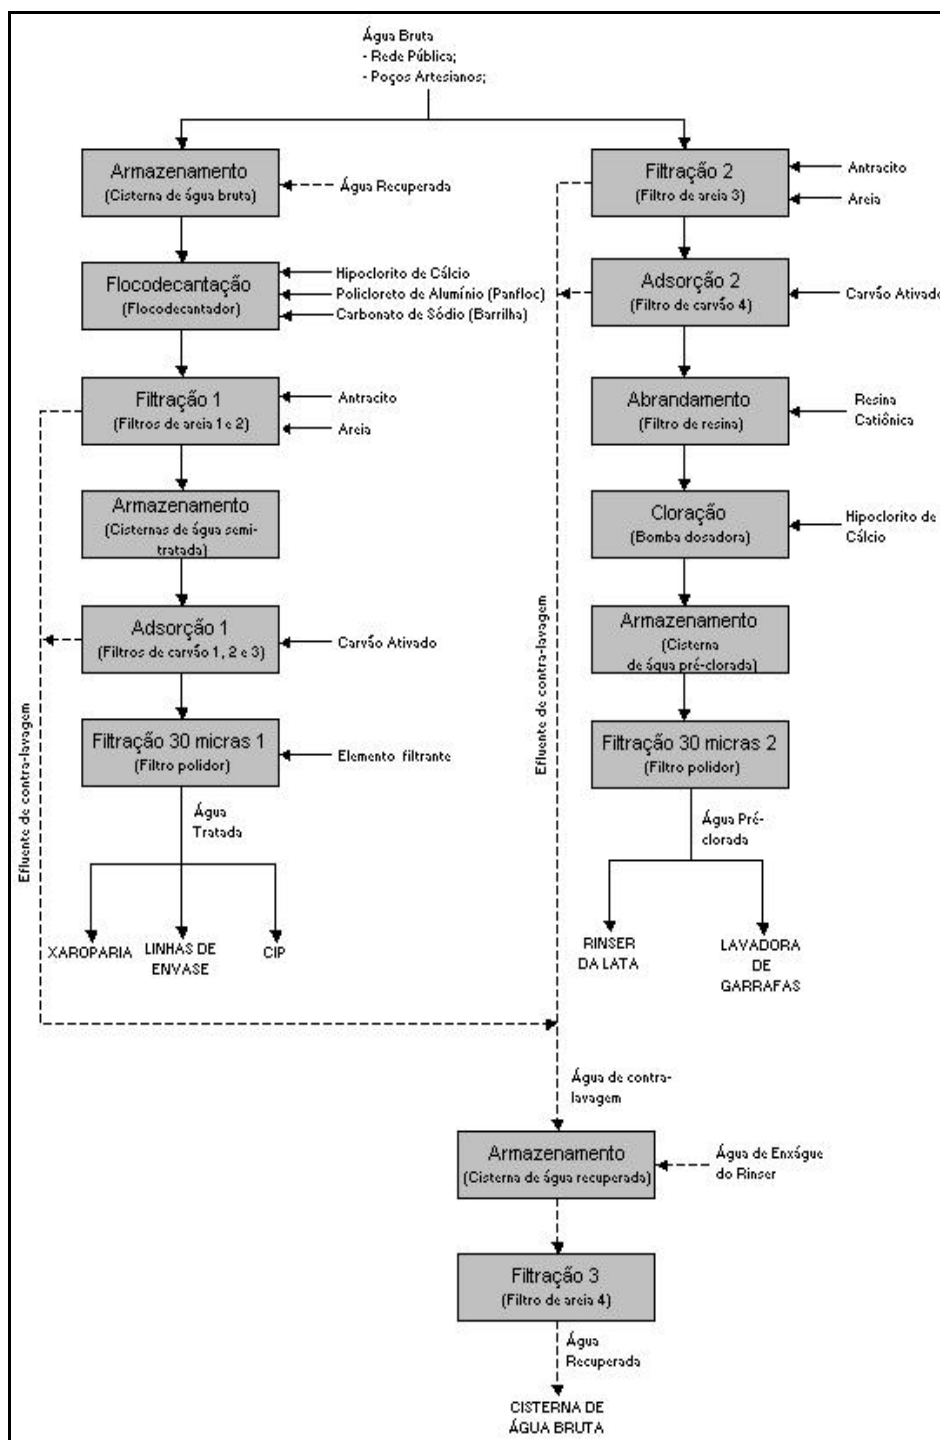 Água Bruta
- Rede Pública;
- Poços Artesianos;
Armazenamento
(Cisterna de água bruta)
Água Recuperada
Flocodecantação
(Flocodecantador)
Hipoclorito de Cálcio
Policloreto de Alumínio (Panfloc)
Carbonato de Sódio (Barrilha)
Filtração 1
(Filtros de areia 1 e 2)
Antracito
Areia
Armazenamento
(Cisternas de água semi-
tratada)
Adsorção 1
(Filtros de carvão 1, 2 e 3)
Carvão Ativado
Filtração 30 micras 1
(Filtro polidor)
Elemento filtrante
Água
Tratada
XAROPARIA
LINHAS DE
ENVASE
CIP
Efluente de contra-lavagem
Filtração 2
(Filtro de areia 3)
Antracito
Areia
Adsorção 2
(Filtro de carvão 4)
Carvão Ativado
Abrandamento
(Filtro de resina)
Resina
Catiônica
Cloração
(Bomba dosadora)
Hipoclorito de
Cálcio
Armazenamento
(Cisterna
de água pré-clorada)
Filtração 30 micras 2
(Filtro polidor)
Água Pré-
clorada
RINSER
DA LATA
LAVADORA
DE
GARRAFAS
Efluente de contra-lavagem
Água de contra-
lavagem
Armazenamento
(Cisterna de água recuperada)
Água de Enxágue
do Rinser
Filtração 3
(Filtro de areia 4)
Água
Recuperada
CISTERNA DE
ÁGUA BRUTA